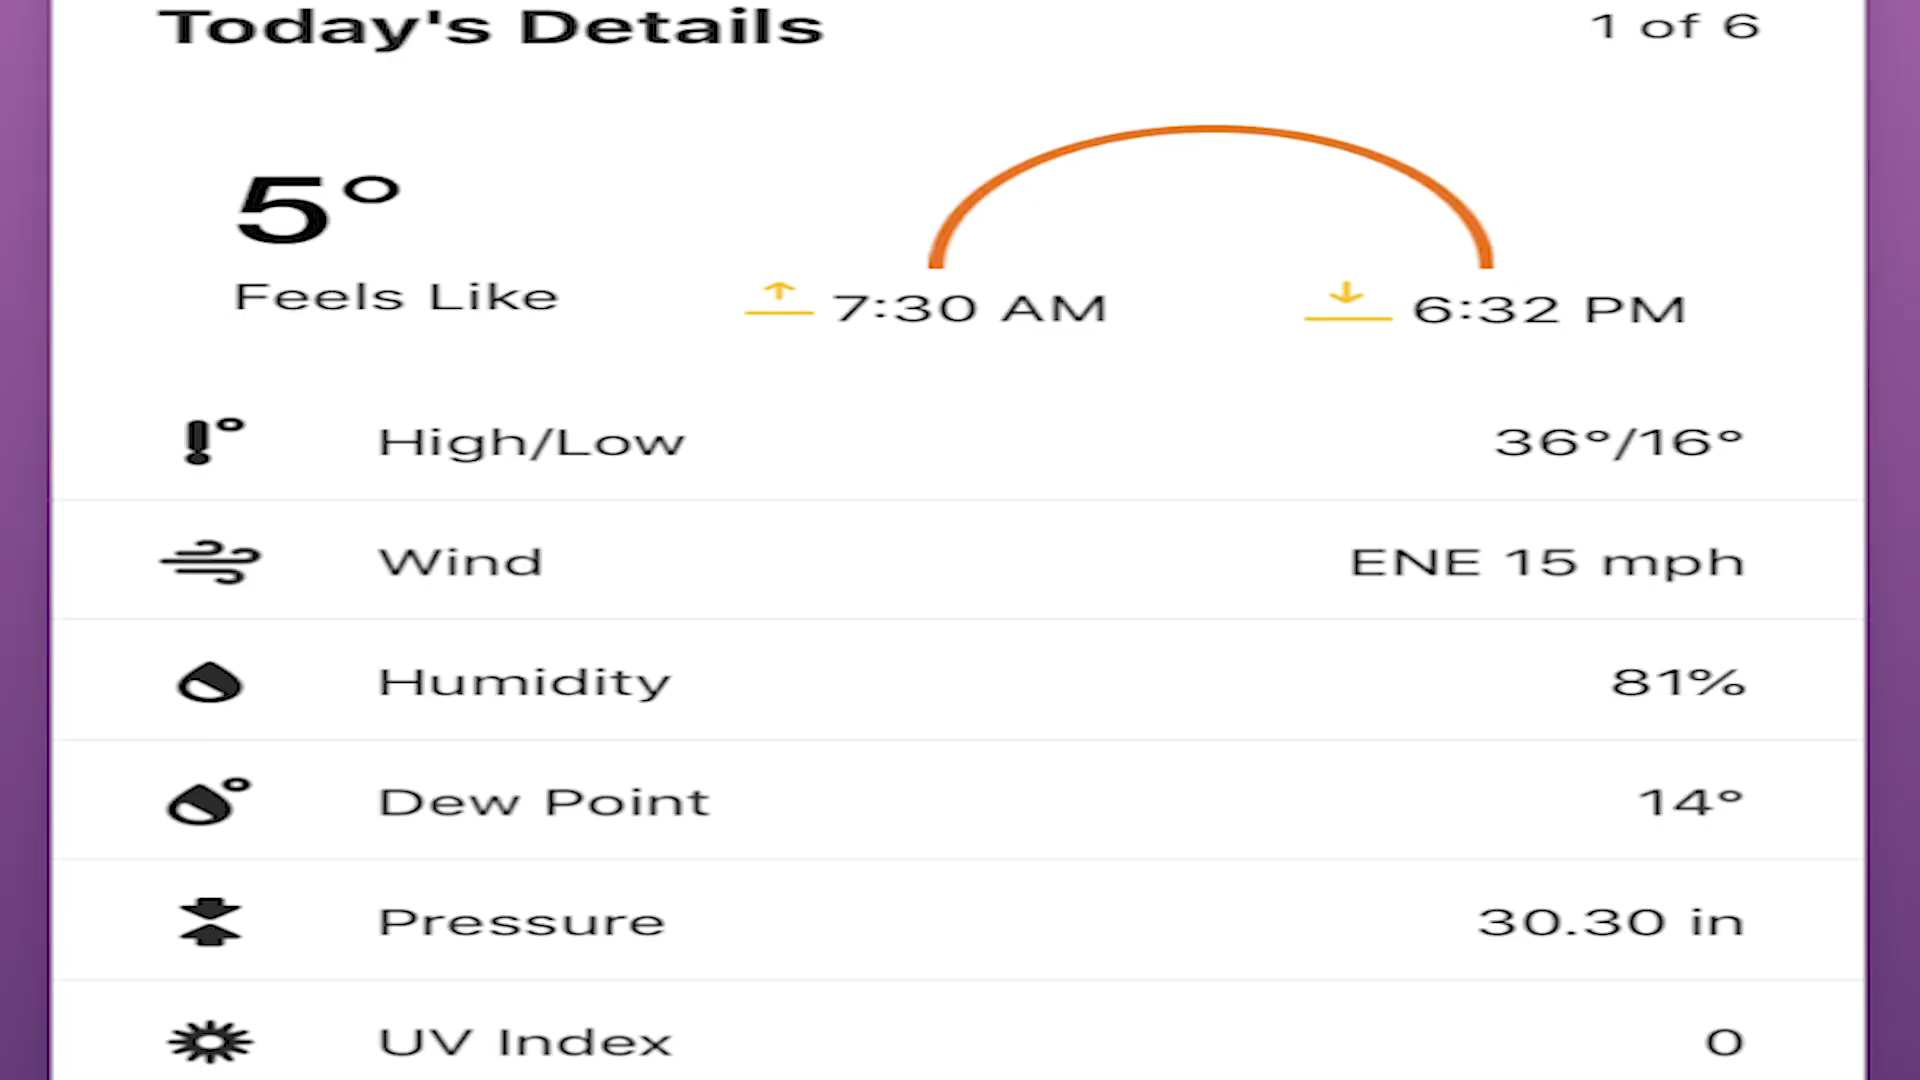 Today's Details
1 of 6
5°
Feels Like
7:30 AM
6:32 PM
High/Low
36°/16°
Wind
ENE 15 mph
Humidity
81%
Dew Point
14°
Pressure
30.30 in
UV Index
0